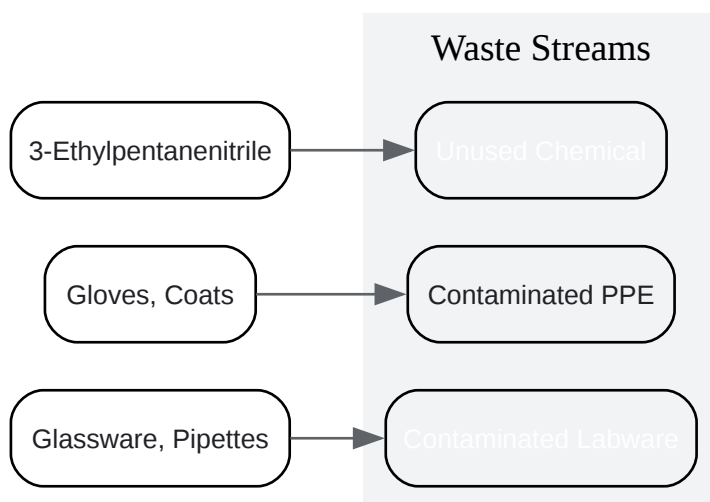 Waste Streams
3-Ethylpentanenitrile
Unused Chemical
Gloves, Coats
Contaminated PPE
Glassware, Pipettes
Contaminated Labware